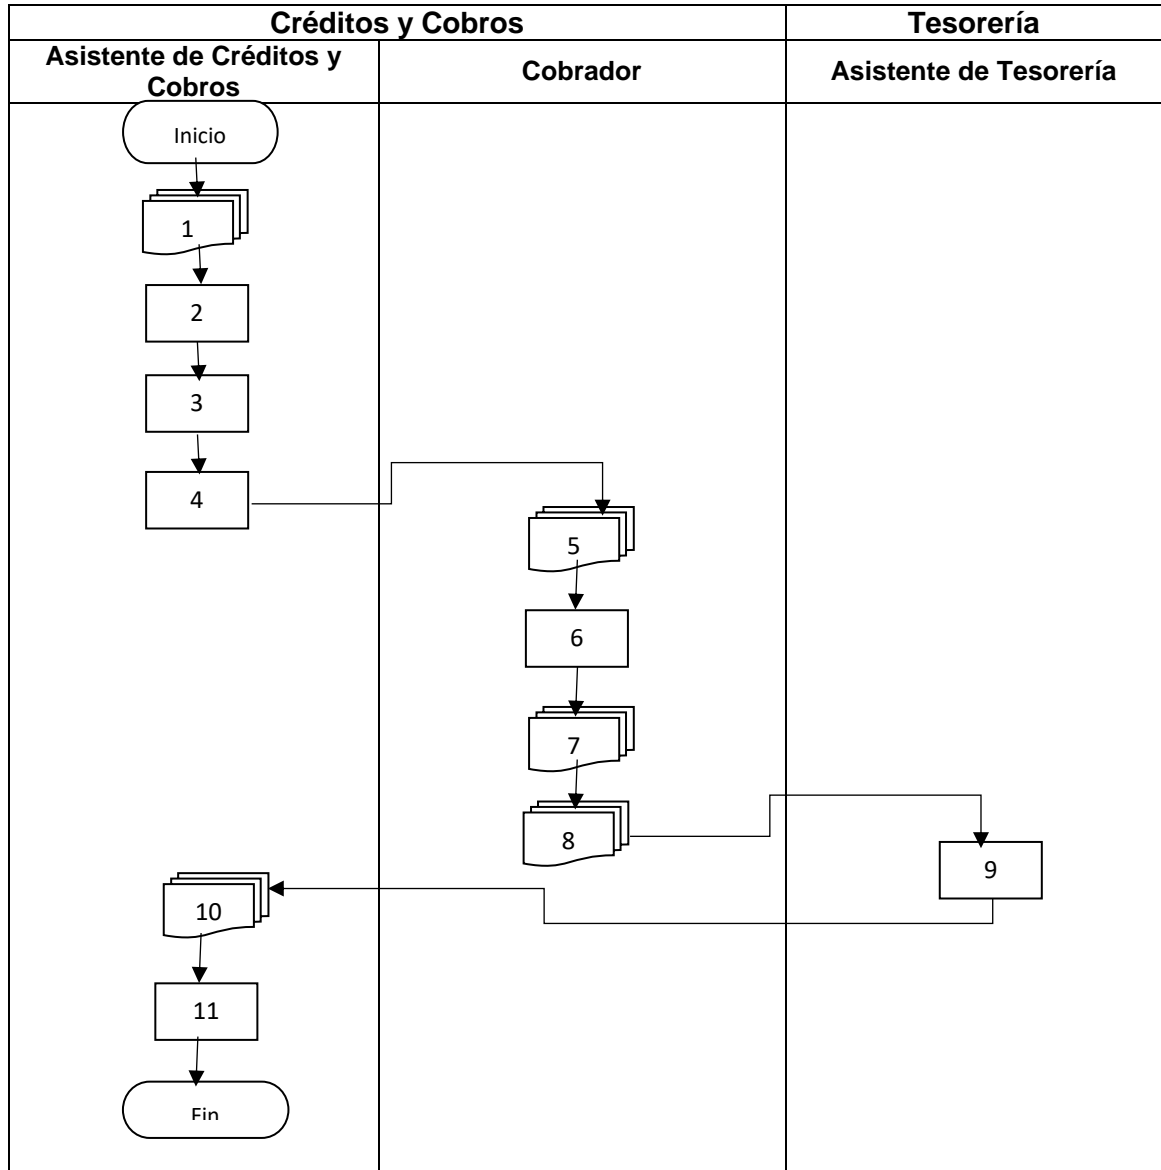 Créditos y Cobros
Tesorería
Asistente de Créditos y
Cobros
Cobrador
Asistente de Tesorería
Inicio
1
2
3
4
5
6
7
8
9
10
11
Fin